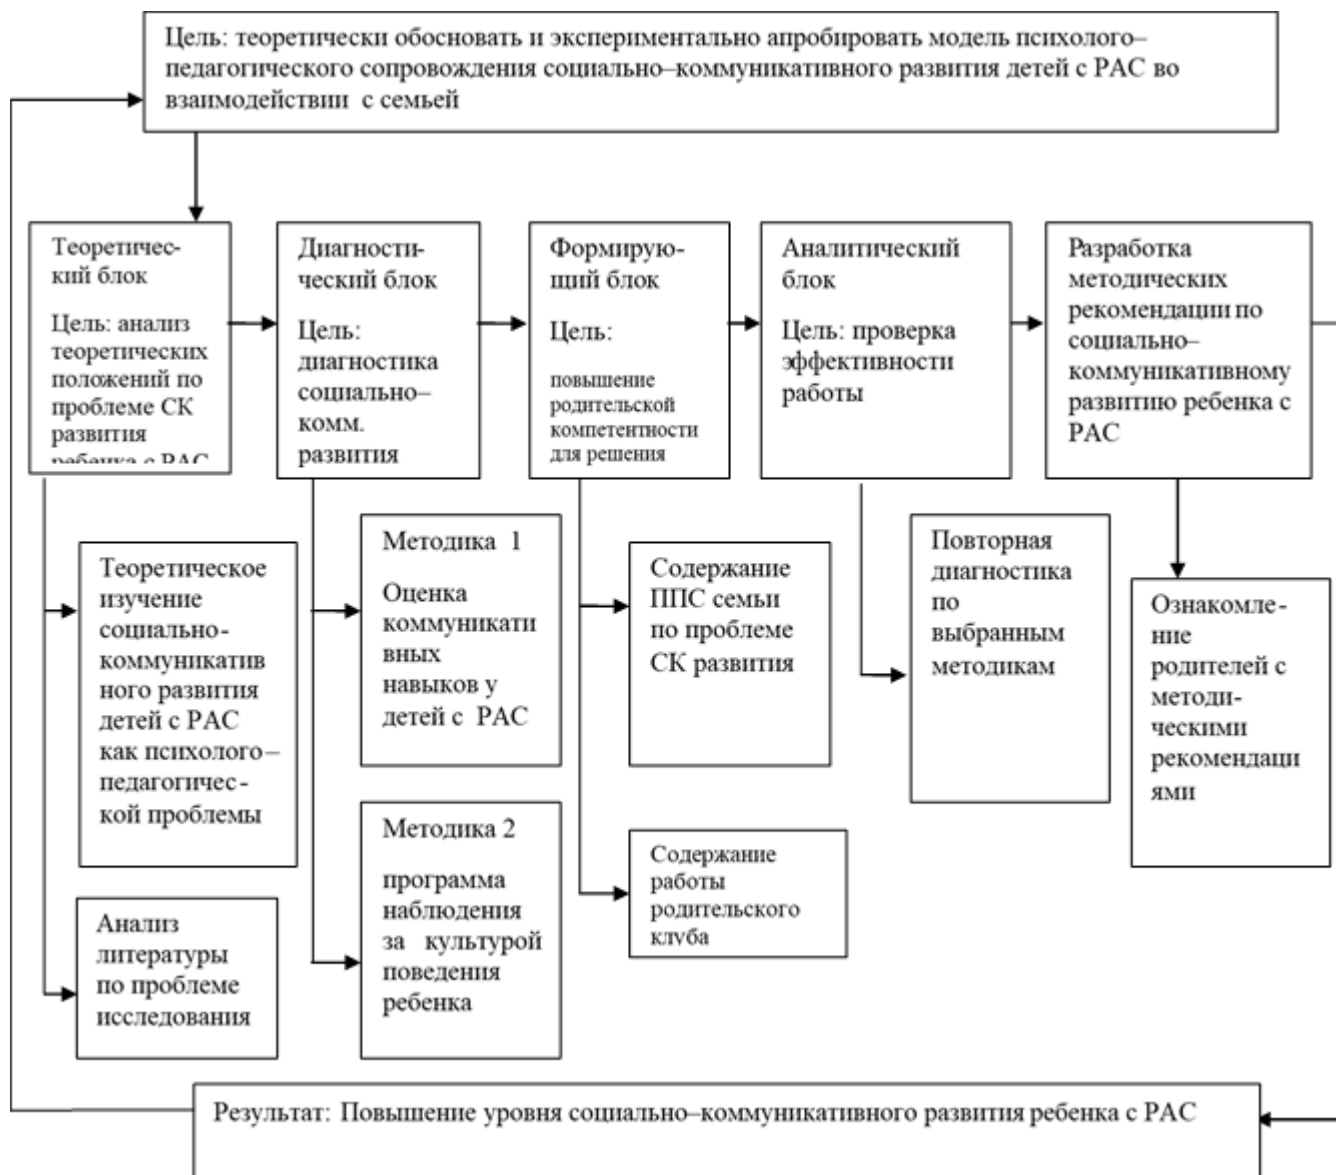 Цель: теоретически обосновать и экспериментально апробировать модель психолого–
педагогического сопровождения социально–коммуникативного развития детей с РАС во
взаимодействии с семьей
Теоретичес-
кий блок
Цель: анализ
теоретических
положений по
проблеме СК
развития
ребенка с РАС
Диагности-
ческий блок
Цель:
диагностика
социально–
комм.
развития
Формирую-
щий блок
Цель:
повышение
родительской
компетентности
для решения
Аналитический
блок
Цель: проверка
эффективности
работы
Разработка
методических
рекомендации по
социально–
коммуникативному
развитию ребенка с
РАС
Теоретическое
изучение
социально-
коммуникатив
ного развития
детей с РАС
как психолого–
педагогичес-
кой проблемы
Анализ
литературы
по проблеме
исследования
Методика 1
Оценка
коммуникати
вных
навыков у
детей с РАС
Методика 2
программа
наблюдения
за культурой
поведения
ребенка
Содержание
ППС семьи
по проблеме
СК развития
Содержание
работы
родительского
клуба
Повторная
диагностика
по
выбранным
методикам
Ознакомле-
ние
родителей с
методи-
ческими
рекомендаци
ями
Результат: Повышение уровня социально–коммуникативного развития ребенка с РАС